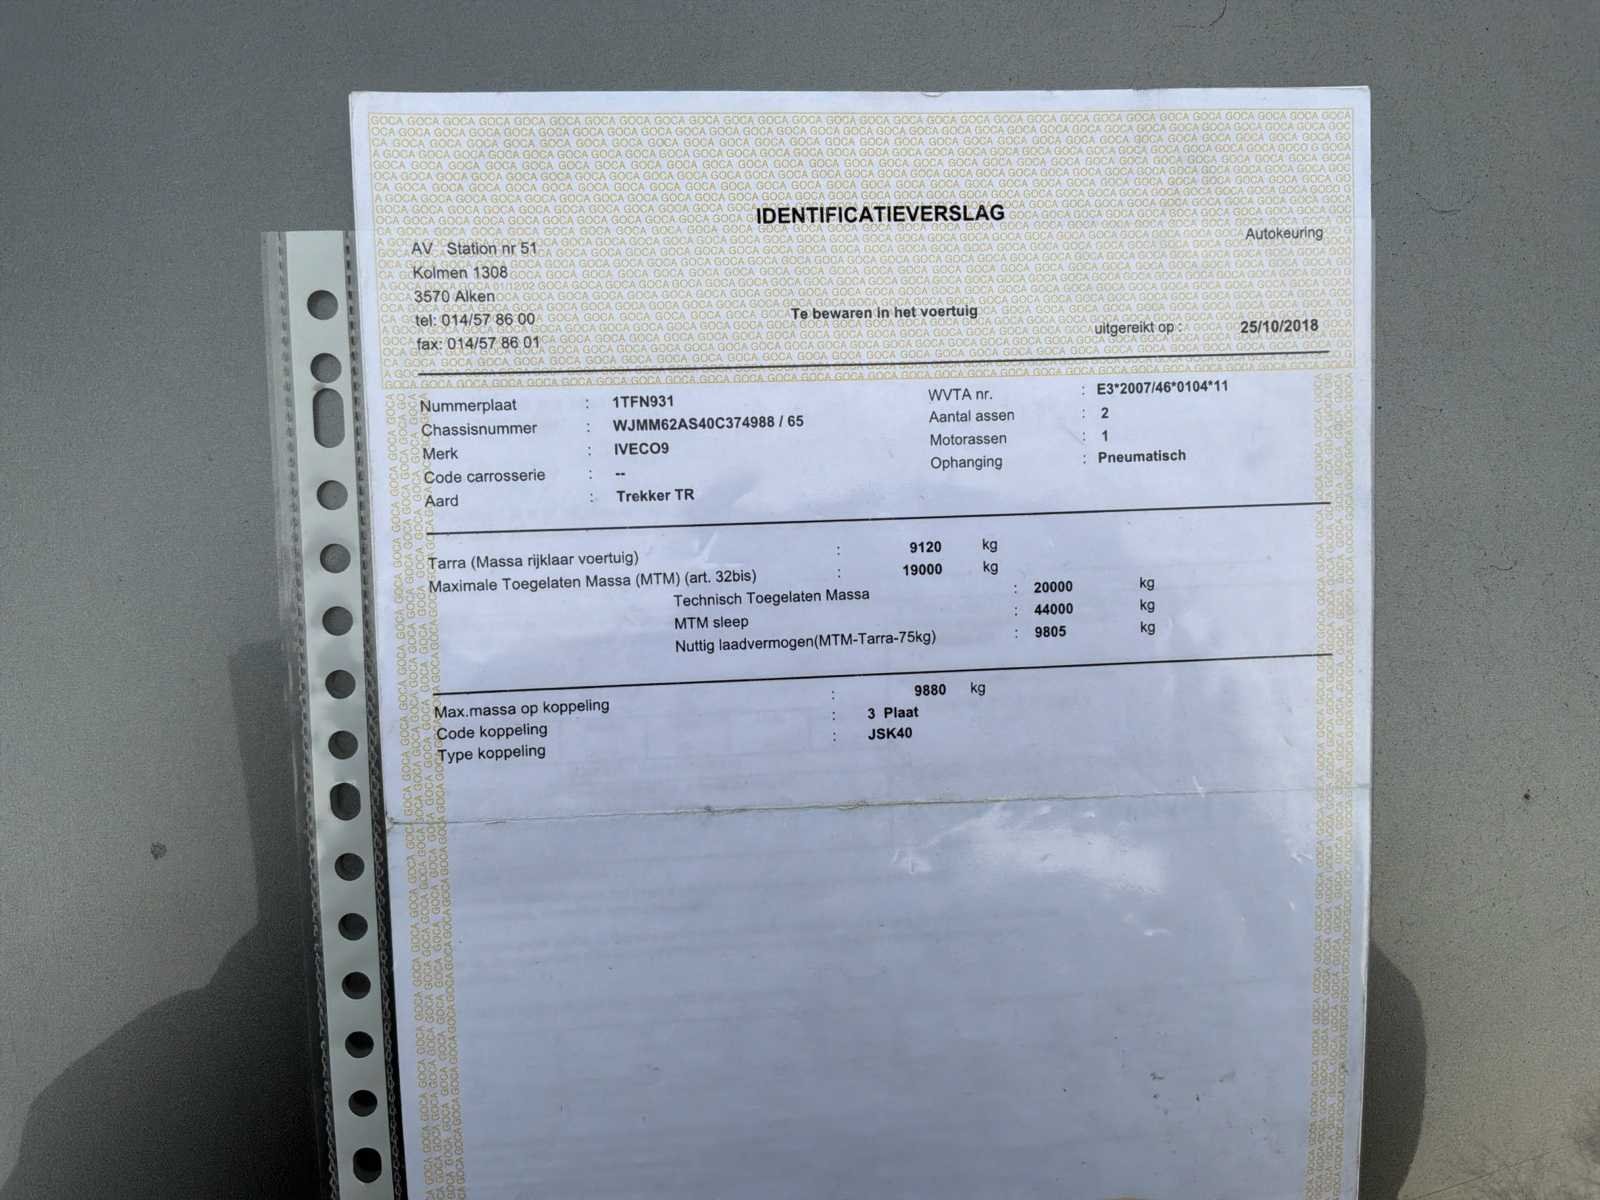 IDENTIFICATIEVERSLAG
Autokeuring
AV Station nr 51
Kolmen 1308
3570 Alken
tel: 014/57 86 00
fax: 014/57 86 01
Te bewaren in het voertuig
uitgereikt op : 25/10/2018
Nummerplaat : 1TFN931
Chassisnummer : WJMM62AS40C374988 / 65
Merk : IVECO9
Code carrosserie : --
Aard : Trekker TR
WVTA nr. : E3*2007/46*0104*11
Aantal assen : 2
Motorassen : 1
Ophanging : Pneumatisch
Tarra (Massa rijklaar voertuig) : 9120 kg
Maximale Toegelaten Massa (MTM) (art. 32bis) : 19000 kg
Technisch Toegelaten Massa : 20000 kg
MTM sleep : 44000 kg
Nuttig laadvermogen(MTM-Tarra-75kg) : 9805 kg
Max.massa op koppeling : 9880 kg
Code koppeling : 3 Plaat
Type koppeling : JSK40